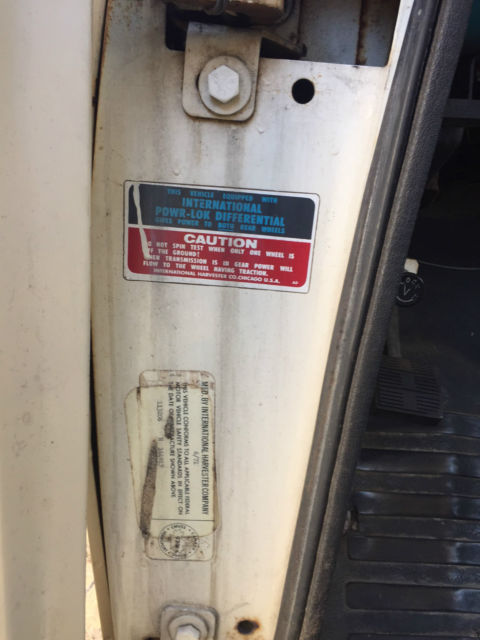 THIS VEHICLE EQUIPPED WITH
INTERNATIONAL
POWR-LOK DIFFERENTIAL
GIVES POWER TO BOTH REAR WHEELS
CAUTION
DO NOT SPIN TEST WHEN ONLY ONE WHEEL IS
OFF THE GROUND!
WHEN TRANSMISSION IS IN GEAR POWER WILL
FLOW TO THE WHEEL HAVING TRACTION.
INTERNATIONAL HARVESTER CO. CHICAGO U.S.A.
MFD. BY INTERNATIONAL HARVESTER COMPANY
THIS VEHICLE CONFORMS TO ALL APPLICABLE FEDERAL
MOTOR VEHICLE SAFETY STANDARDS IN EFFECT ON
THE DATE OF MANUFACTURE SHOWN ABOVE